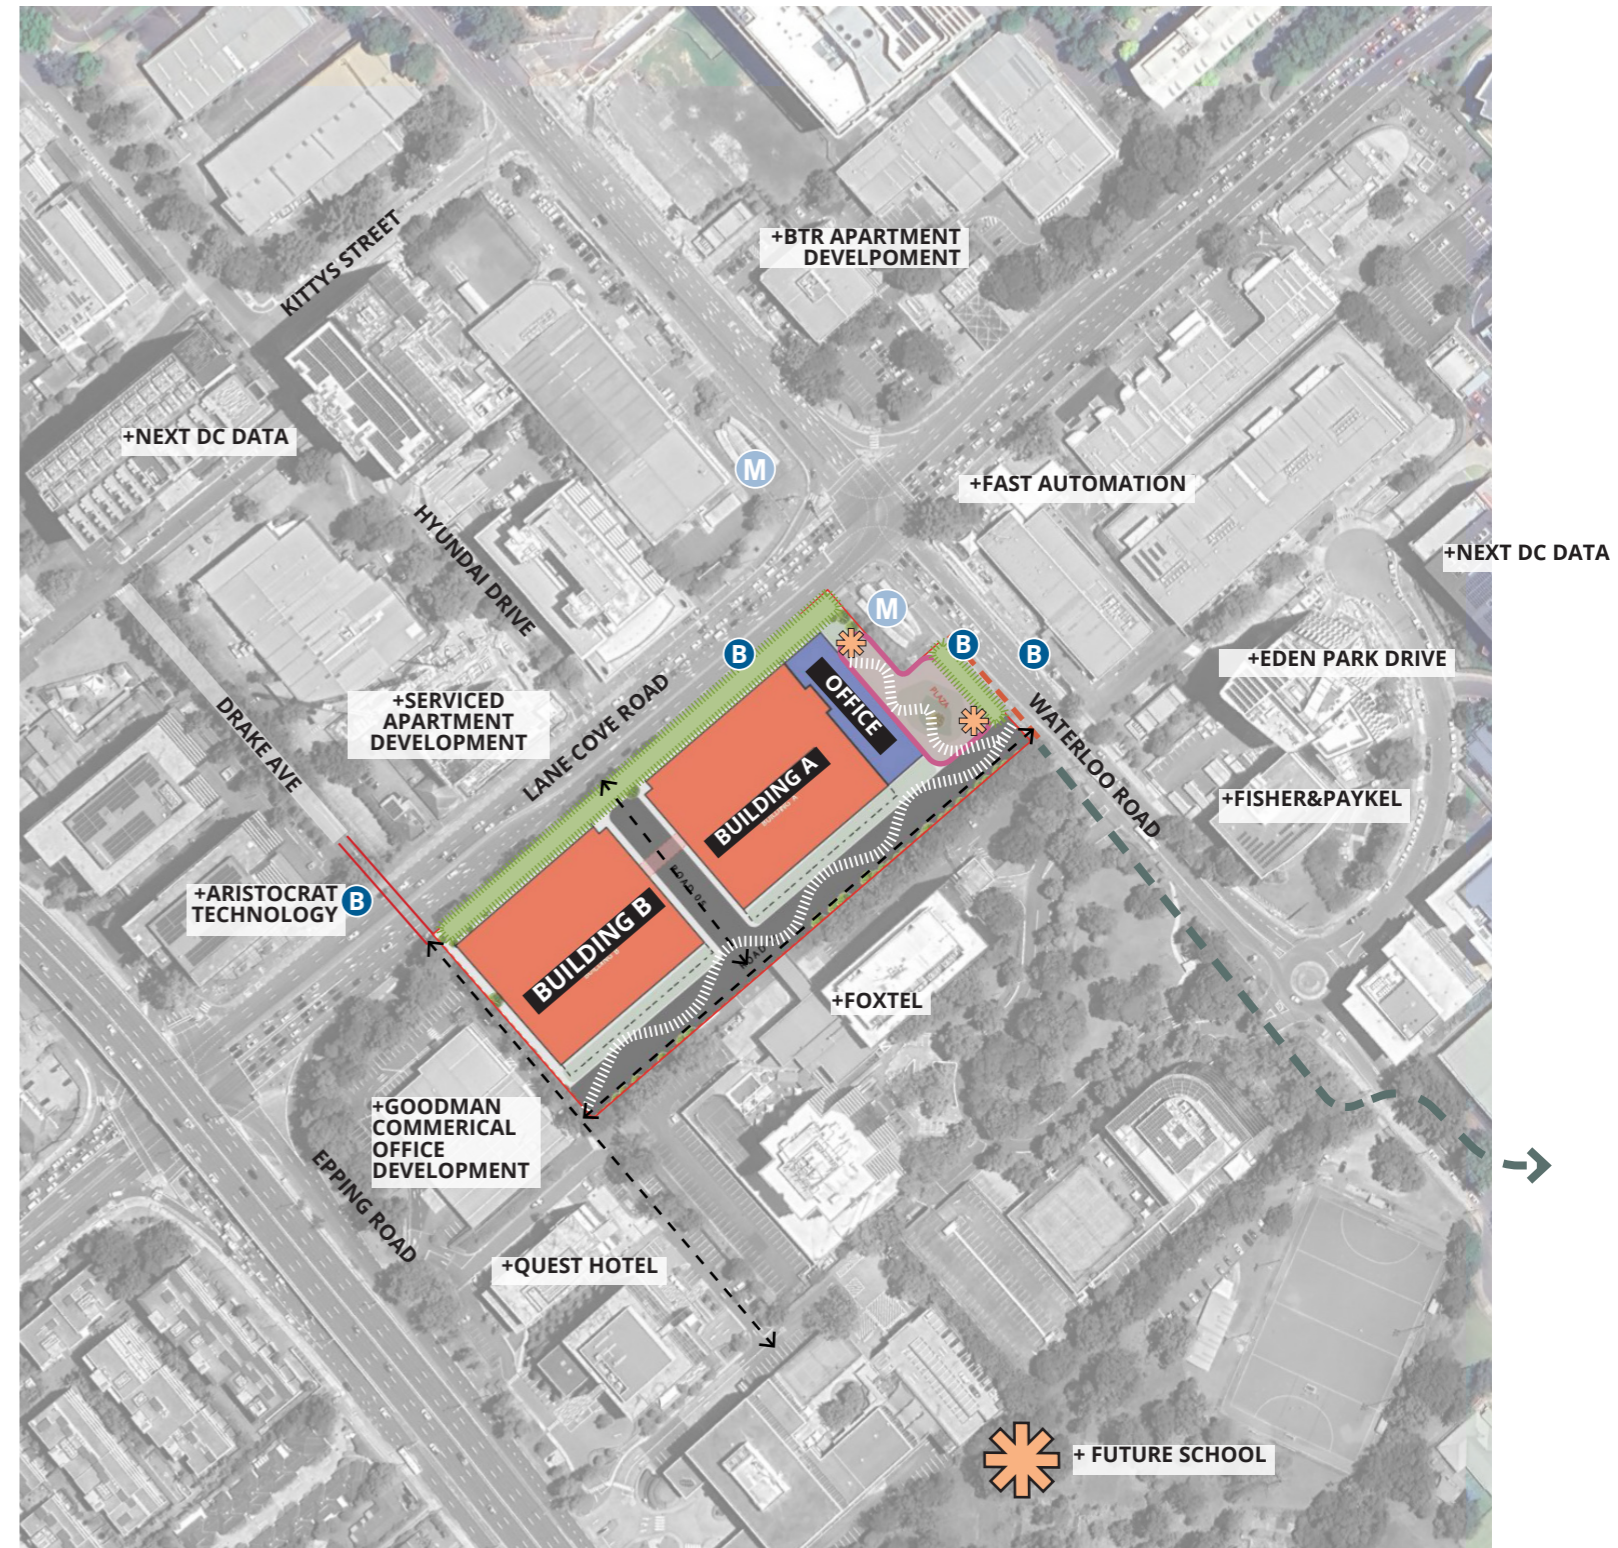 +BTR APARTMENT
DEVELPOMENT
KITTYS STREET
+NEXT DC DATA
M
+FAST AUTOMATION
HYUNDAI DRIVE
+NEXT DC DATA
M
B
B
B
+EDEN PARK DRIVE
OFFICE
PLAZA
+SERVICED
APARTMENT
DEVELOPMENT
LANE COVE ROAD
DRAKE AVE
WATERLOO ROAD
BUILDING A
+FISHER&PAYKEL
+ARISTOCRAT
TECHNOLOGY
B
BUILDING B
ROAD
+FOXTEL
+GOODMAN
COMMERICAL
OFFICE
DEVELOPMENT
EPPING ROAD
+QUEST HOTEL
+ FUTURE SCHOOL